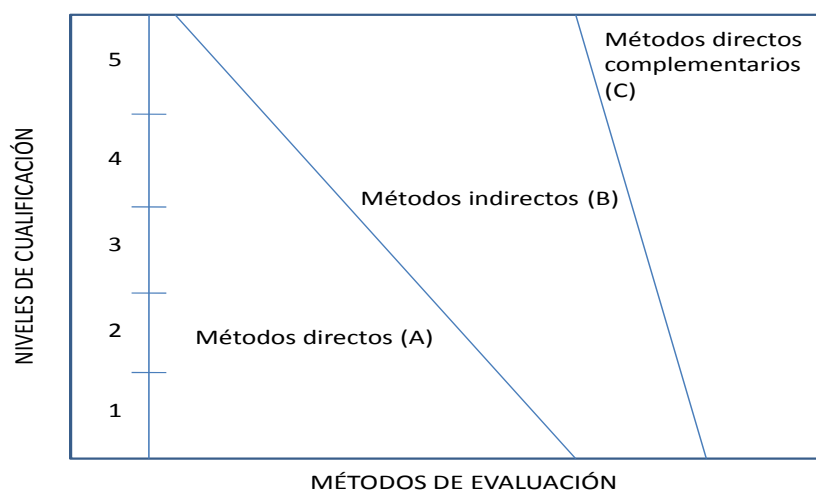 NIVELES DE CUALIFICACIÓN
5
4
3
2
1
Métodos directos
complementarios
(C)
Métodos indirectos (B)
Métodos directos (A)
MÉTODOS DE EVALUACIÓN